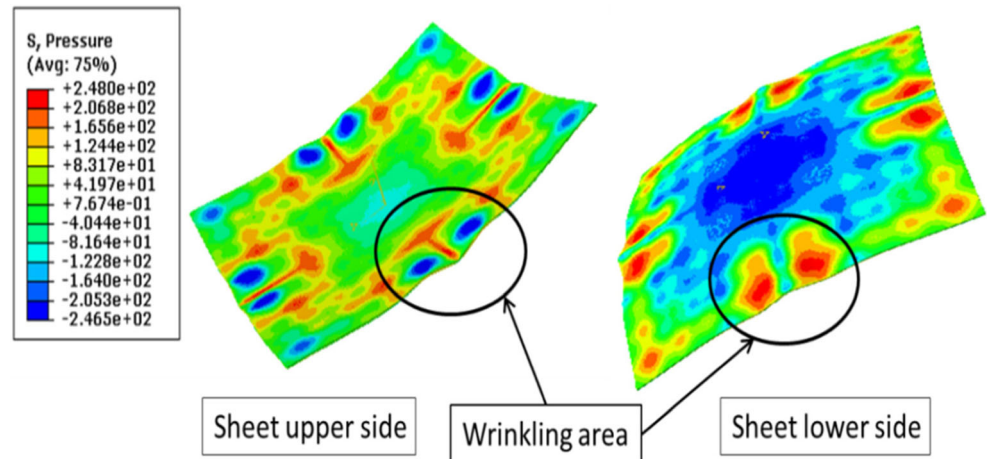 S, Pressure
(Avg: 75%)
+2.480e+02
+2.068e+02
+1.656e+02
+1.244e+02
+8.317e+01
+4.197e+01
+7.674e-01
-4.044e+01
-8.164e+01
-1.228e+02
-1.640e+02
-2.053e+02
-2.465e+02
Sheet upper side
Wrinkling area
Sheet lower side